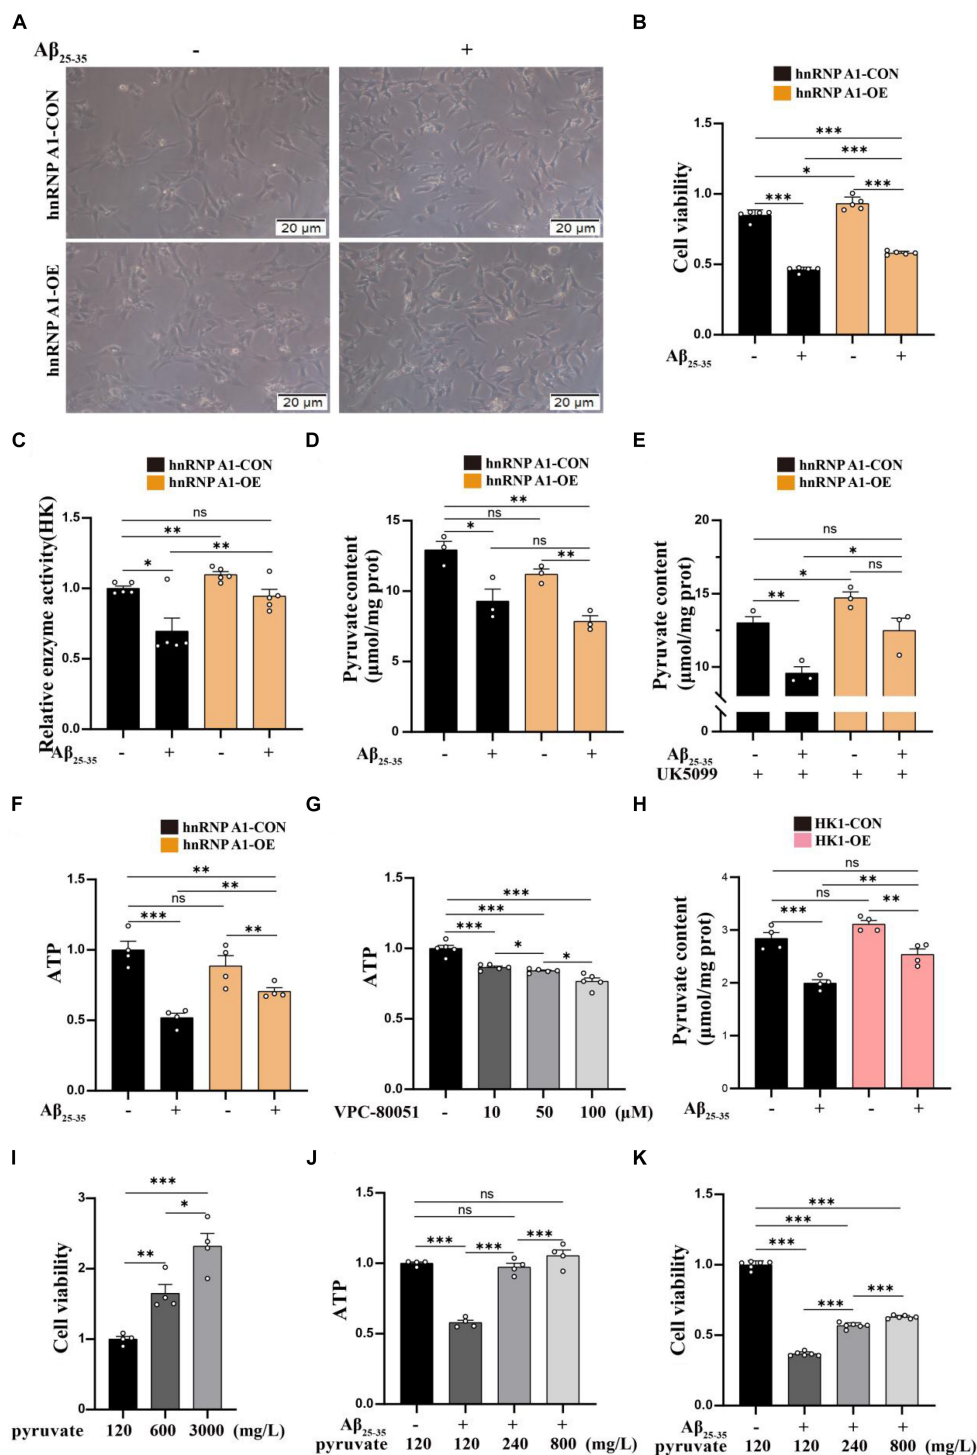 A
Aβ25-35 - +
hnRNP A1-CON
20 µm 20 µm
hnRNP A1-OE
20 µm 20 µm
B
hnRNP A1-CON
hnRNP A1-OE
Cell viability
1.5
1.0
0.5
0.0
***
***
*
*** ***
- + - +
Aβ25-35
C
hnRNP A1-CON
hnRNP A1-OE
Relative enzyme activity(HK)
1.5
1.0
0.5
0.0
ns
**
* **
Aβ25-35 - + - +
D
hnRNP A1-CON
hnRNP A1-OE
Pyruvate content
(µmol/mg prot)
15
10
5
0
**
ns
* ns
**
Aβ25-35 - + - +
E
hnRNP A1-CON
hnRNP A1-OE
Pyruvate content
(µmol/mg prot)
20
15
10
0
ns
*
* ns
**
Aβ25-35 - + - +
UK5099 + + + +
F
hnRNP A1-CON
hnRNP A1-OE
ATP
1.5
1.0
0.5
0.0
**
**
ns
*** **
Aβ25-35 - + - +
G
ATP
1.5
1.0
0.5
0.0
***
***
***
* *
VPC-80051 - 10 50 100 (µM)
H
HK1-CON
HK1-OE
Pyruvate content
(µmol/mg prot)
4
3
2
1
0
ns
**
ns
*** **
Aβ25-35 - + - +
I
Cell viability
3
2
1
0
***
*
**
pyruvate 120 600 3000 (mg/L)
J
ATP
1.5
1.0
0.5
0.0
ns
ns
*** *** ***
Aβ25-35 - + + +
pyruvate 120 120 240 800 (mg/L)
K
Cell viability
1.5
1.0
0.5
0.0
***
***
***
*** ***
Aβ25-35 - + + +
pyruvate 120 120 240 800 (mg/L)